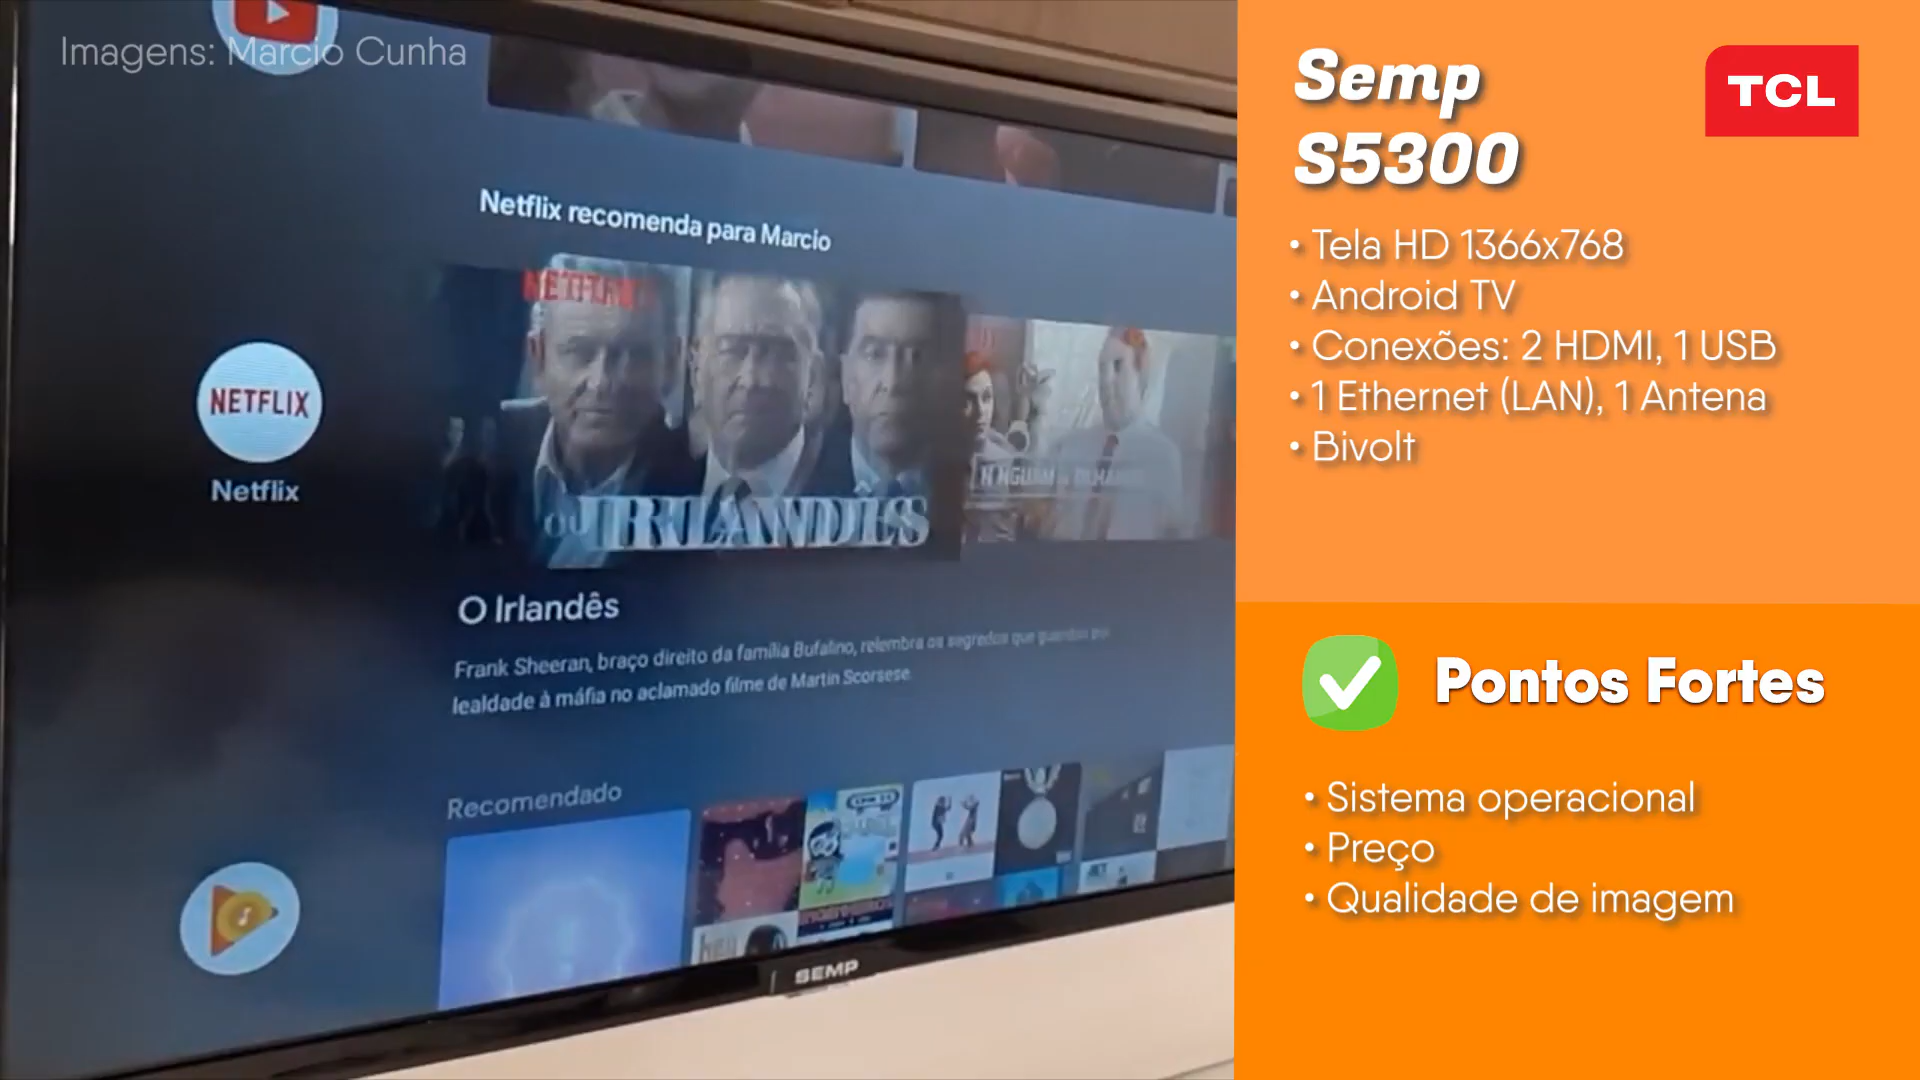 Imagens: Marcio Cunha
Netflix recomenda para Marcio
NETFLIX
NETFLIX
Netflix
O IRLANDÊS
O Irlandês
Frank Sheeran, braço direito da família Bufalino, relembra os segredos que guardou por
lealdade à máfia no aclamado filme de Martin Scorsese.
Recomendado
SEMP
Semp
S5300
TCL
• Tela HD 1366x768
• Android TV
• Conexões: 2 HDMI, 1 USB
• 1 Ethernet (LAN), 1 Antena
• Bivolt
Pontos Fortes
• Sistema operacional
• Preço
• Qualidade de imagem